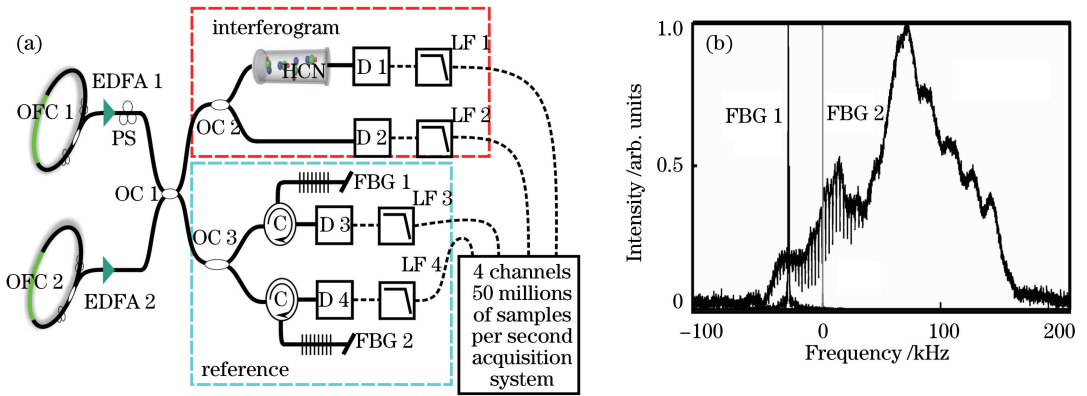 (a)
interferogram
LF 1
EDFA 1
HCN
D 1
OFC 1
PS
OC 2
LF 2
D 2
OC 1
FBG 1
LF 3
C
D 3
OC 3
LF 4
OFC 2
EDFA 2
C
D 4
FBG 2
reference
4 channels
50 millions
of samples
per second
acquisition
system
(b)
1.0
FBG 1
FBG 2
0.5
0
Intensity /arb. units
−100
0
100
200
Frequency /kHz